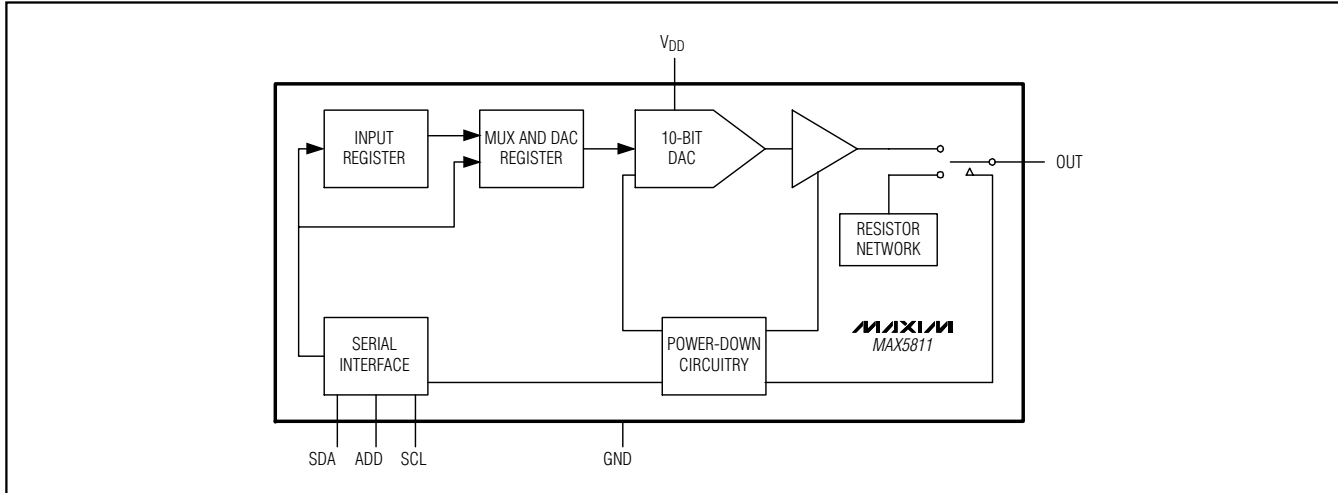 VDD
INPUT
REGISTER
MUX AND DAC
REGISTER
10-BIT
DAC
OUT
RESISTOR
NETWORK
SERIAL
INTERFACE
POWER-DOWN
CIRCUITRY
MAXIM
MAX5811
SDA ADD SCL GND